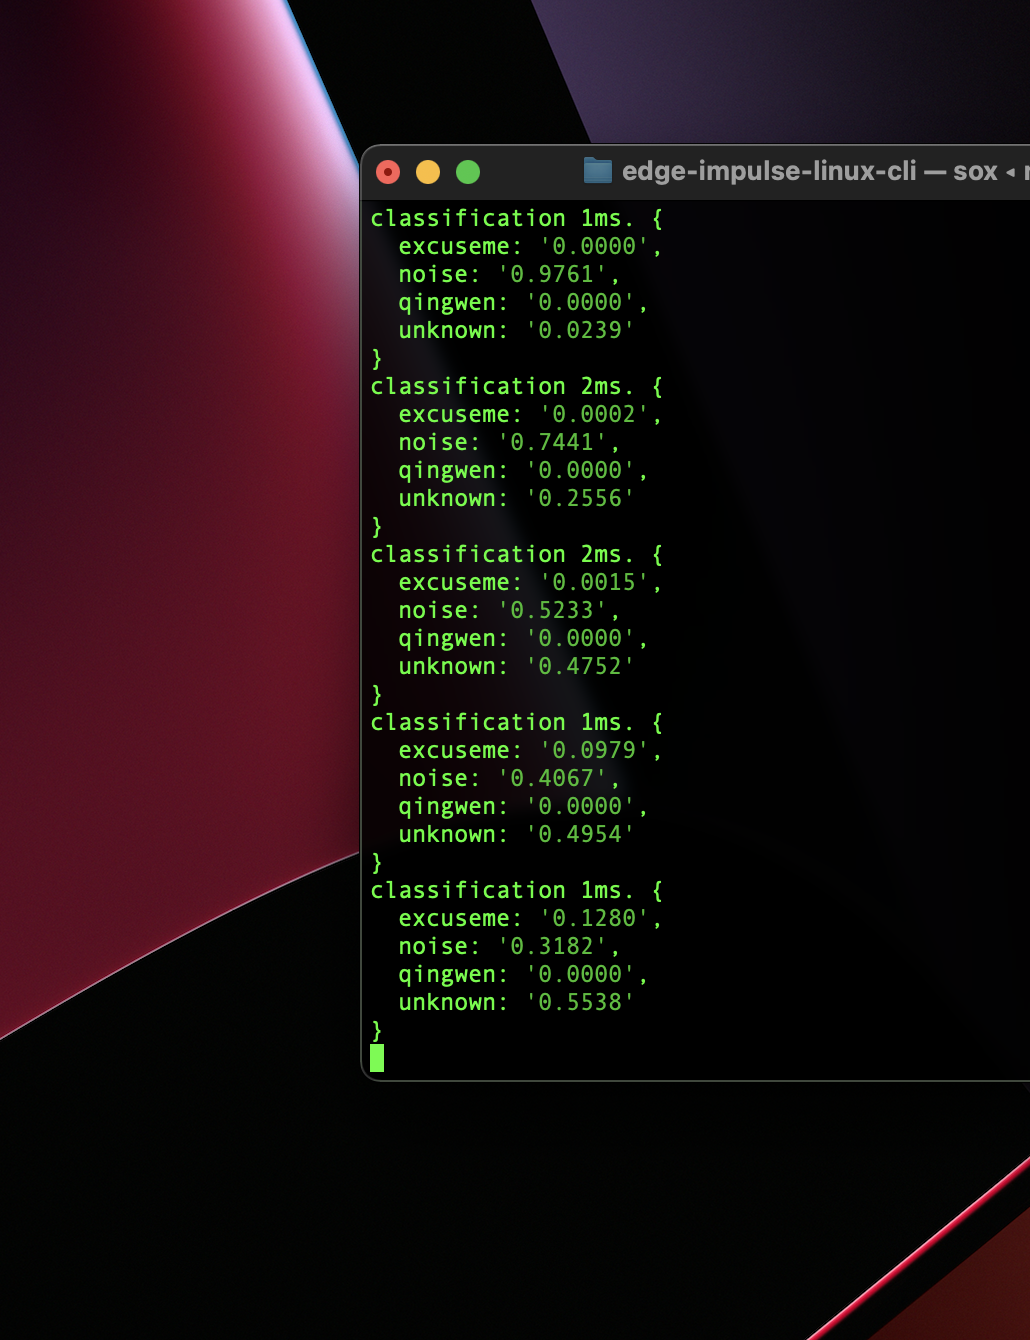 edge-impulse-linux-cli — sox ◂
classification 1ms. {
  excuseme: '0.0000',
  noise: '0.9761',
  qingwen: '0.0000',
  unknown: '0.0239'
}
classification 2ms. {
  excuseme: '0.0002',
  noise: '0.7441',
  qingwen: '0.0000',
  unknown: '0.2556'
}
classification 2ms. {
  excuseme: '0.0015',
  noise: '0.5233',
  qingwen: '0.0000',
  unknown: '0.4752'
}
classification 1ms. {
  excuseme: '0.0979',
  noise: '0.4067',
  qingwen: '0.0000',
  unknown: '0.4954'
}
classification 1ms. {
  excuseme: '0.1280',
  noise: '0.3182',
  qingwen: '0.0000',
  unknown: '0.5538'
}